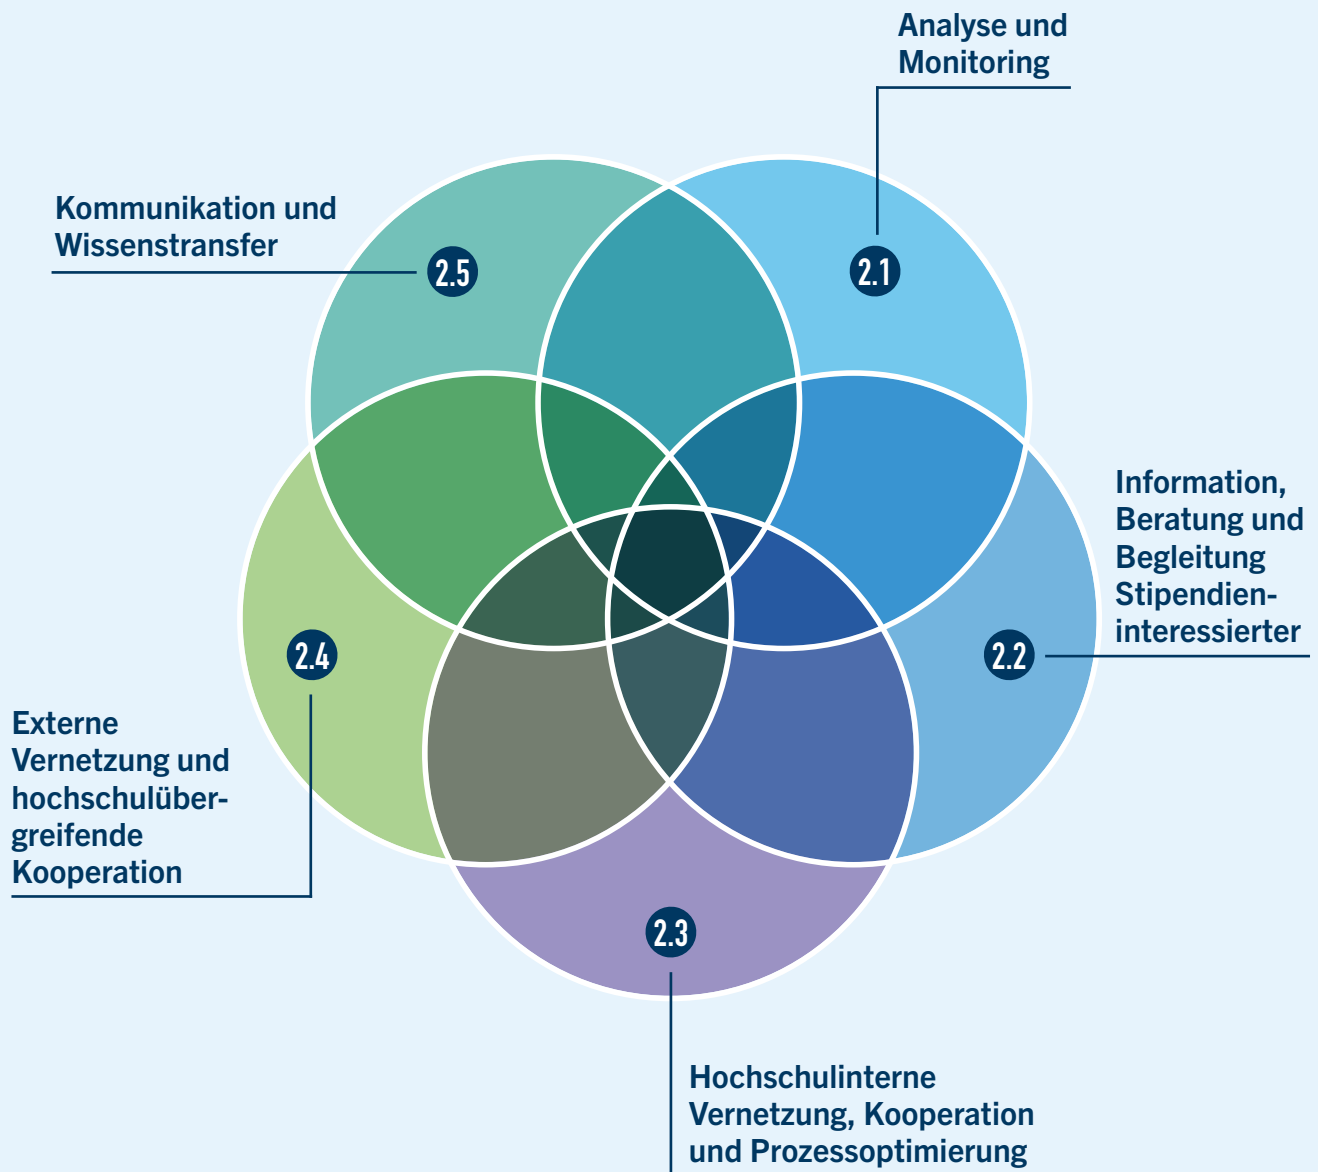 Analyse und
Monitoring
Kommunikation und
Wissenstransfer
2.5
2.1
Information,
Beratung und
Begleitung
Stipendien-
interessierter
2.4
2.2
Externe
Vernetzung und
hochschulüber-
greifende
Kooperation
2.3
Hochschulinterne
Vernetzung, Kooperation
und Prozessoptimierung